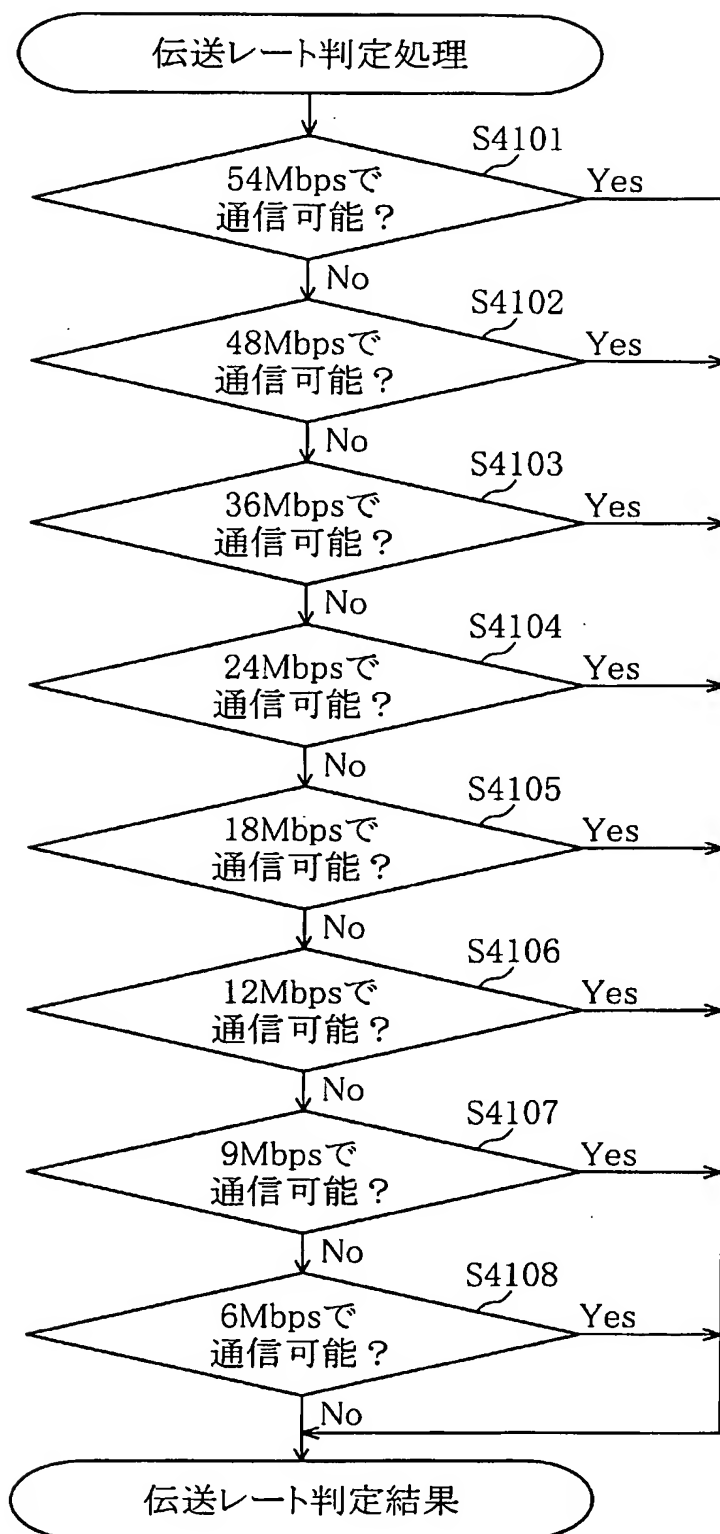 伝送レート判定処理
S4101
54Mbpsで
通信可能？
Yes
No
S4102
48Mbpsで
通信可能？
Yes
No
S4103
36Mbpsで
通信可能？
Yes
No
S4104
24Mbpsで
通信可能？
Yes
No
S4105
18Mbpsで
通信可能？
Yes
No
S4106
12Mbpsで
通信可能？
Yes
No
S4107
9Mbpsで
通信可能？
Yes
No
S4108
6Mbpsで
通信可能？
Yes
No
伝送レート判定結果